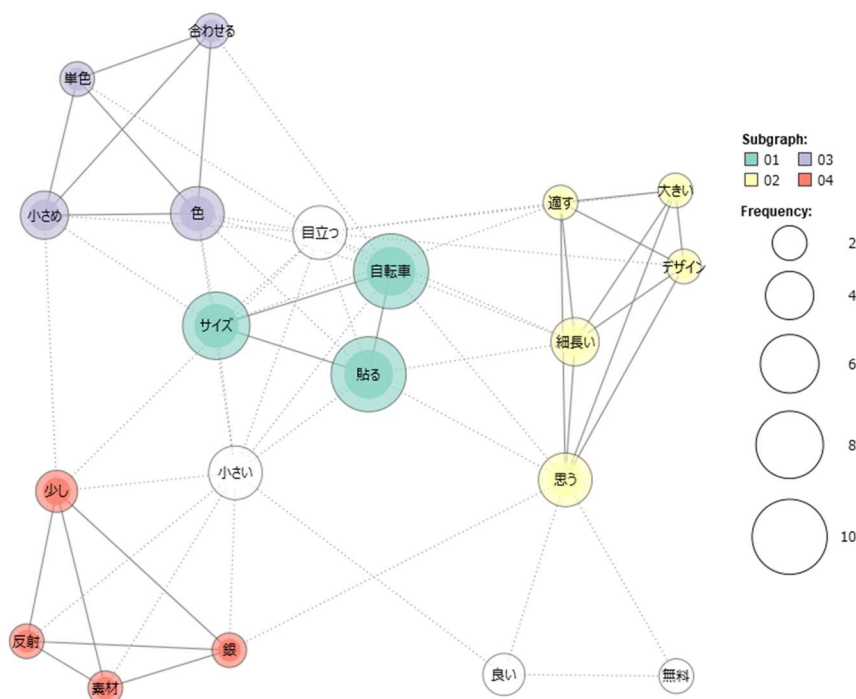 合わせる
単色
小さめ
色
目立つ
自転車
サイズ
貼る
適す
大きい
デザイン
細長い
思う
小さい
少し
反射
素材
銀
良い
無料
Subgraph:
01 03
02 04
Frequency:
2
4
6
8
10